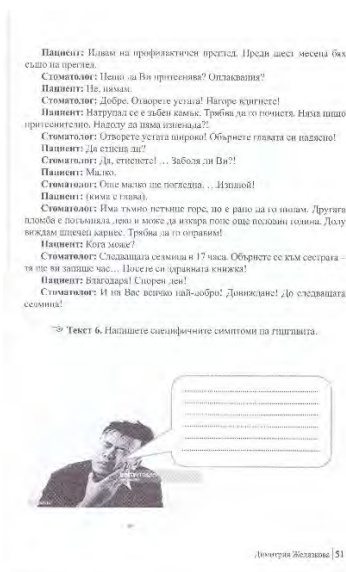 Пациент: Идвам на профилактичен преглед. Преди шест месеца бях
също на преглед.
Стоматолог: Нещо да Ви притеснява? Оплаквания?
Пациент: Не, нямам.
Стоматолог: Добре. Отворете устата! Нагоре вдигнете!
Пациент: Натрупал се е зъбен камък. Трябва да го почистя. Няма нищо
притеснително. Надолу да няма изненада?!
Стоматолог: Отворете устата широко! Обърнете главата си надясно!
Пациент: Да стисна ли?
Стоматолог: Да, стиснете! … Заболя ли Ви?!
Пациент: Малко.
Стоматолог: Още малко ще погледна. …
Пациент: (кима с глава).
Стоматолог: Има тъмно петънце горе, но е рано да го пипам. Другата
пломба е потъмняла леко и може да изкара поне още половин година. Долу
виждам шиечен кариес. Трябва да го оправим!
Пациент: Кога може?
Стоматолог: Следващата седмица в 17 часа. Обърнете се към сестрата –
тя ще ви запише час… Носете си здравната книжка!
Пациент: Благодаря! Спорен ден!
Стоматолог: И на Вас всичко най-добро! Довиждане! До следващата
седмица!
Текст 6. Напишете специфичните симптоми на гингивита.
Димитрия Желязкова | 51